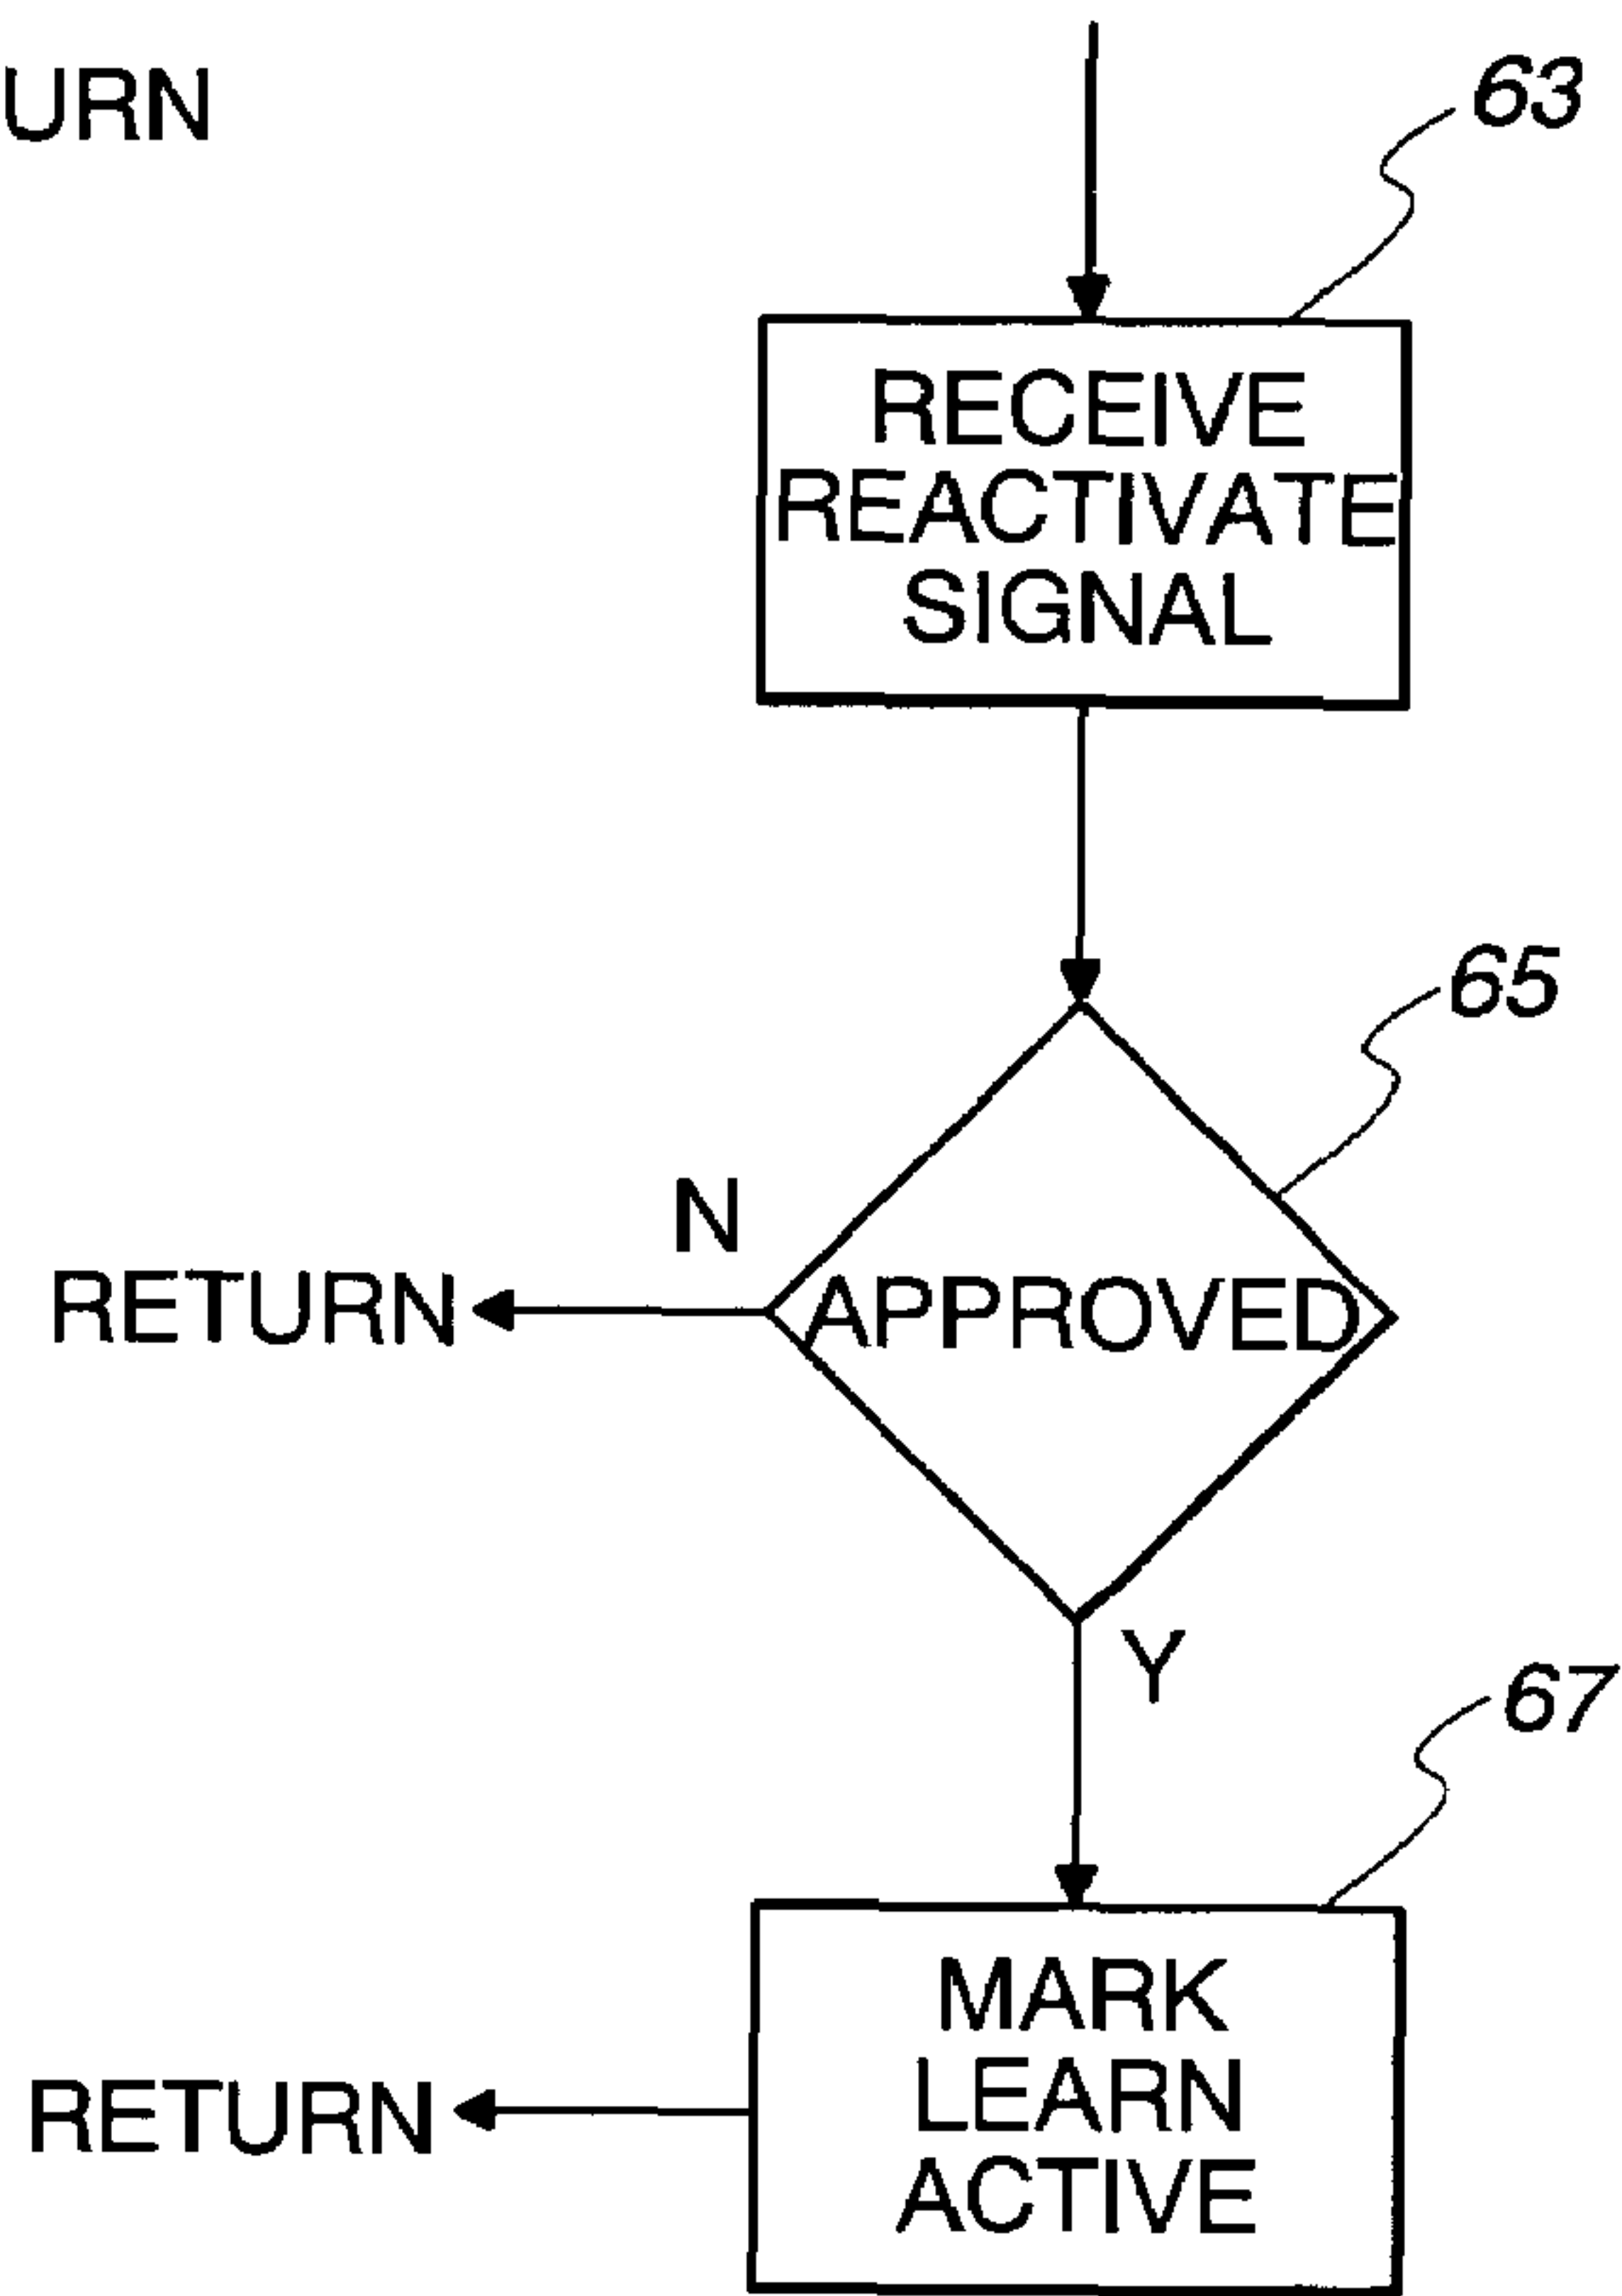 URN
63
RECEIVE
REACTIVATE
SIGNAL
65
N
RETURN
APPROVED
Y
67
MARK
LEARN
ACTIVE
RETURN